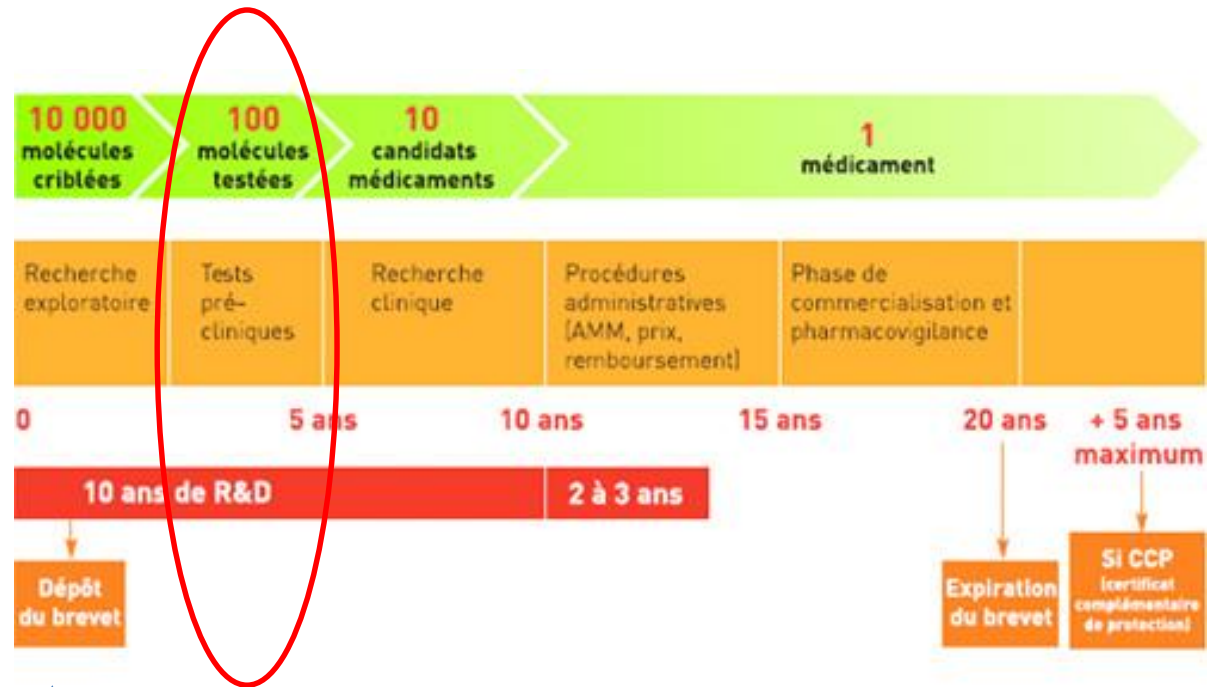 10 000
molécules
criblées
100
molécules
testées
10
candidats
médicaments
1
médicament
Recherche
exploratoire
Tests
pré-
cliniques
Recherche
clinique
Procédures
administratives
(AMM, prix,
remboursement)
Phase de
commercialisation et
pharmacovigilance
0
5 ans
10 ans
15 ans
20 ans
+ 5 ans
maximum
10 ans de R&D
2 à 3 ans
Dépôt
du brevet
Expiration
du brevet
Si CCP
(certificat
complémentaire
de protection)